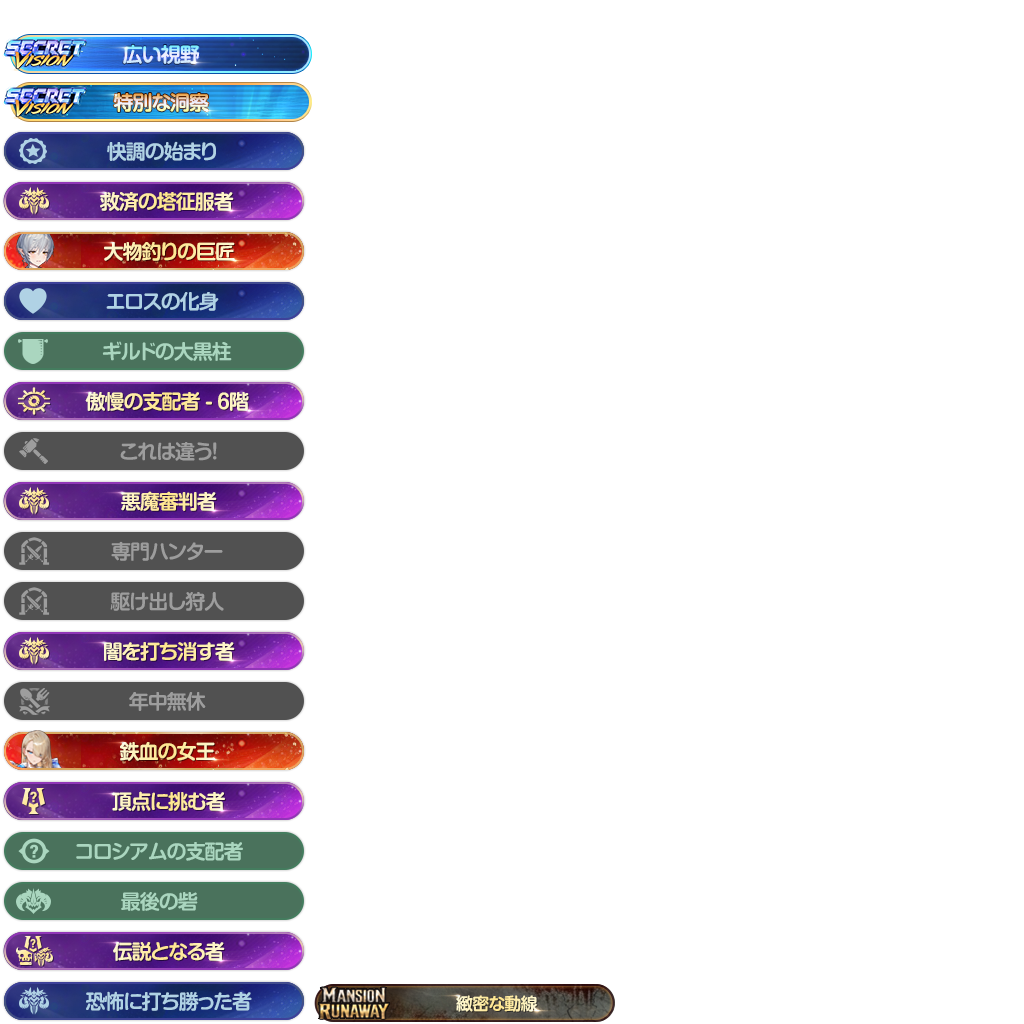 SECRET VISION 広い視野
SECRET VISION 特別な洞察
快調の始まり
救済の塔征服者
大物釣りの巨匠
エロスの化身
ギルドの大黒柱
傲慢の支配者 - 6階
これは違う!
悪魔審判者
専門ハンター
駆け出し狩人
闇を打ち消す者
年中無休
鉄血の女王
頂点に挑む者
コロシアムの支配者
最後の砦
伝説となる者
恐怖に打ち勝った者
MANSION RUNAWAY 緻密な動線